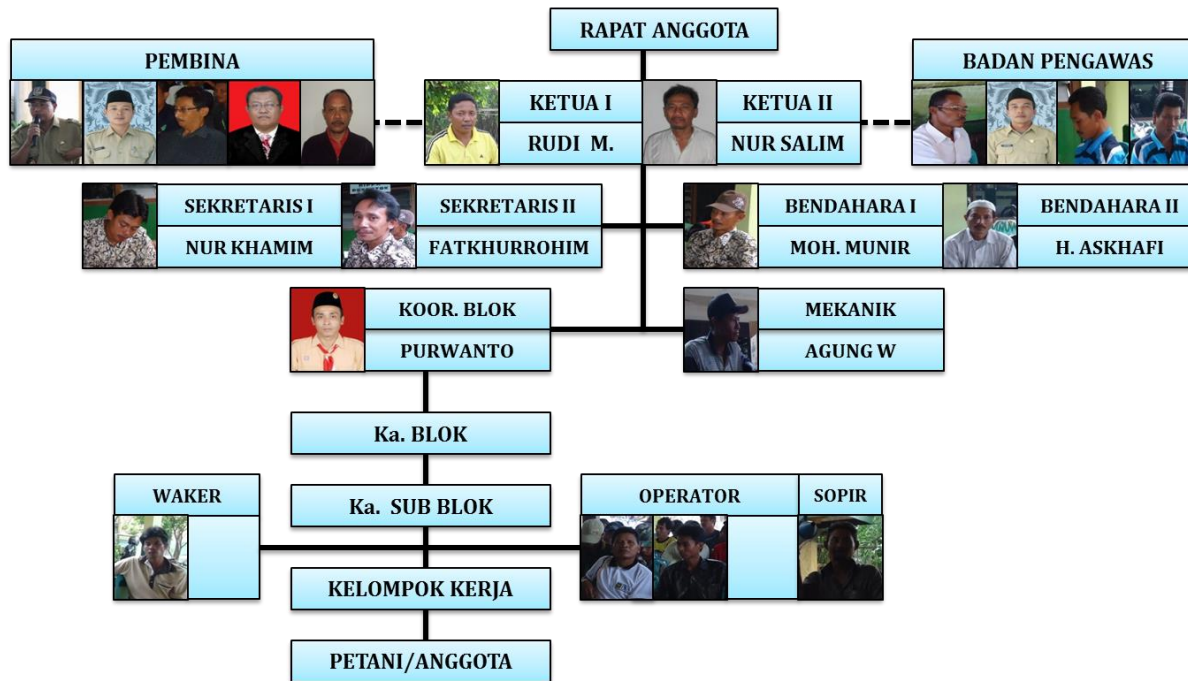 RAPAT ANGGOTA
PEMBINA
BADAN PENGAWAS
KETUA I
RUDI M.
KETUA II
NUR SALIM
SEKRETARIS I
NUR KHAMIM
SEKRETARIS II
FATKHURROHIM
BENDAHARA I
MOH. MUNIR
BENDAHARA II
H. ASKHAFI
KOOR. BLOK
PURWANTO
MEKANIK
AGUNG W
Ka. BLOK
WAKER
Ka. SUB BLOK
OPERATOR
SOPIR
KELOMPOK KERJA
PETANI/ANGGOTA